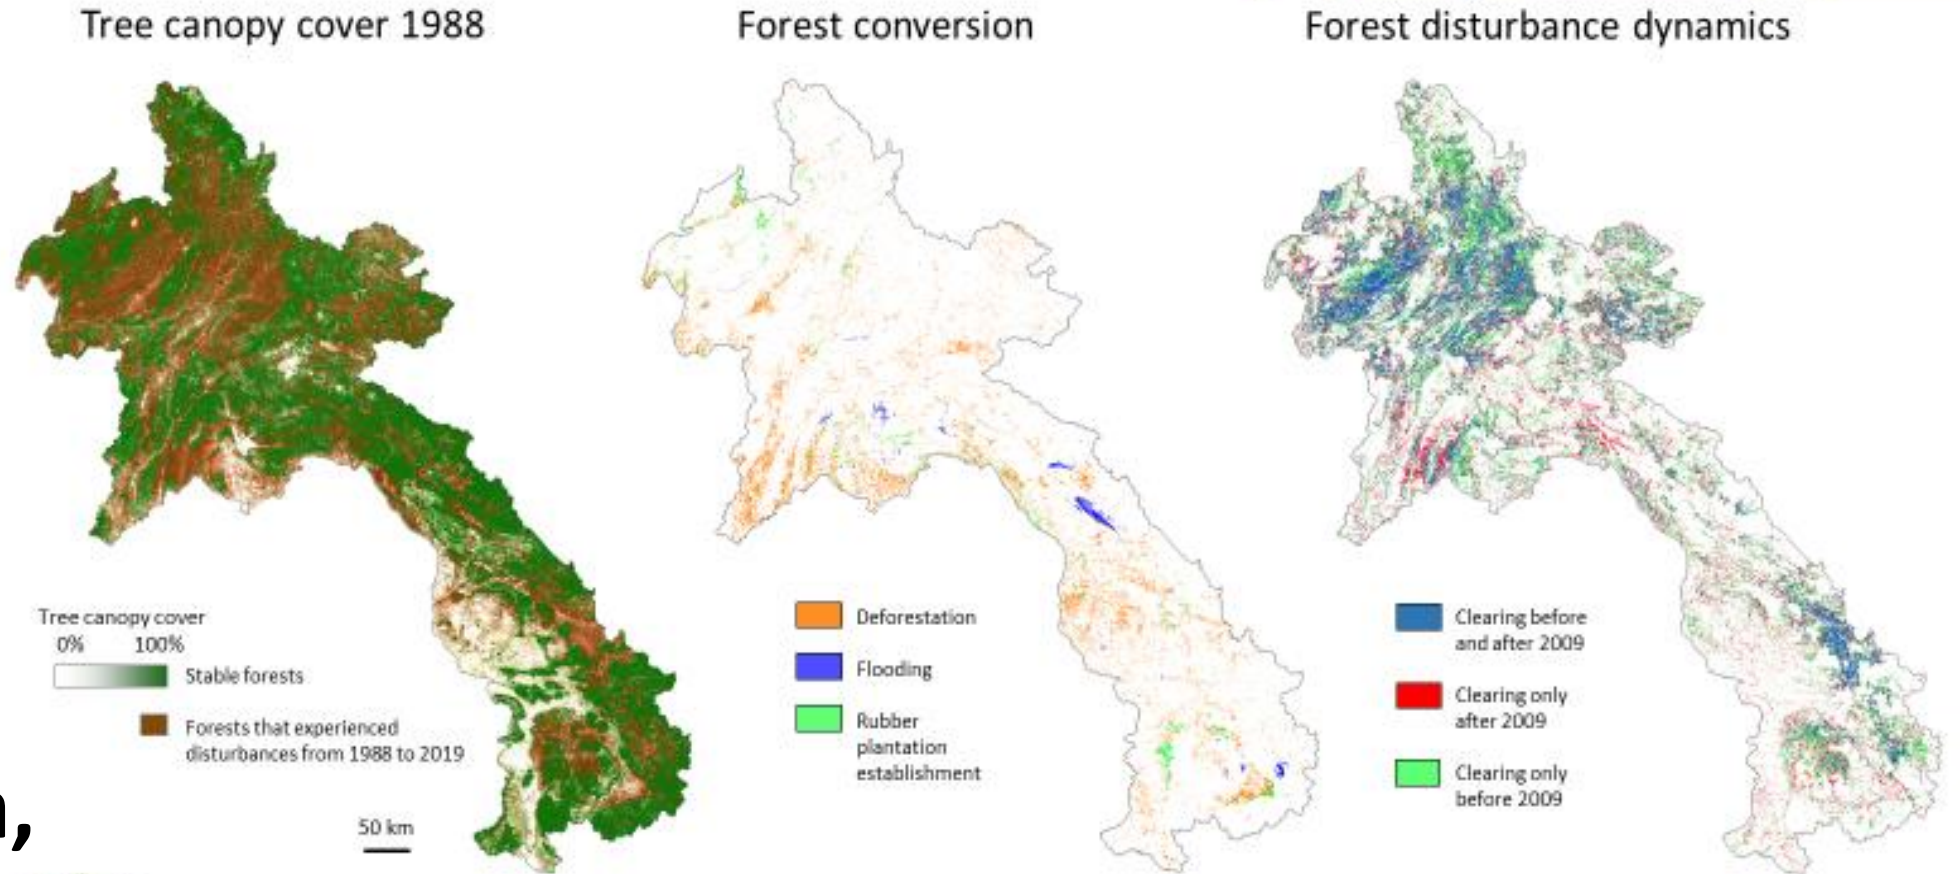 Tree canopy cover 1988
Forest conversion
Forest disturbance dynamics
Tree canopy cover
0% 100%
Stable forests
Forests that experienced
disturbances from 1988 to 2019
50 km
Deforestation
Flooding
Rubber
plantation
establishment
Clearing before
and after 2009
Clearing only
after 2009
Clearing only
before 2009